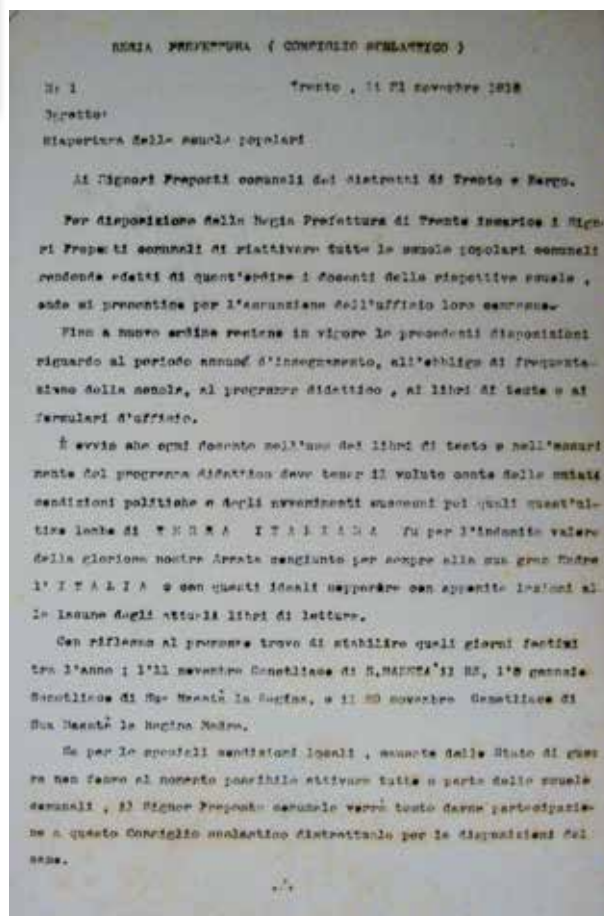 REGIA PREFETTURA ( CONSIGLIO SCOLASTICO )
Nr 1 Trento , li 21 novembre 1918
Oggetto:
Riapertura delle scuole popolari
Ai Signori Preposti comunali dei distretti di Trento e Borgo.
Per disposizione della Regia Prefettura di Trento incarico i Signo
ri Preposti comunali di riattivare tutte le scuole popolari comunali
rendendo edotti di quest'ordine i docenti delle rispettive scuole ,
onde si presentino per l'assunzione dell'ufficio loro
Fino a nuovo ordine restano in vigore le precedenti disposizioni
riguardo al periodo annuo d'insegnamento, all'obbligo di frequenta-
zione della scuola, al programma didattico , ai libri di testo e ai
formulari d'ufficio.
È ovvio che ogni docente nell'uso dei libri di testo e nell'esauri
mento del programma didattico deve tener il voluto conto delle mutate
condizioni politiche e degli avvenimenti successi pei quali quest'ul-
timo lembo di T E R R A I T A L I A N A fu per l'indomito valore
della gloriosa nostra Armata congiunto per sempre alla sua gran Madre
l' I T A L I A e con questi ideali con apposite lezioni al-
le lacune degli attuali libri di lettura.
Con riflesso al presente trovo di stabilire quali giorni festivi
tra l'anno ; l'11 novembre Genetliaco di S.MAESTA' il RE, l'8 gennaio
Genetliaco di Sua Maestà la Regina, e il 20 novembre Genetliaco di
Sua Maestà la Regina Madre.
Se per le speciali condizioni locali , causate dallo Stato di guer
ra non fosse al momento possibile attivare tutte o parte delle scuole
comunali , il Signor Preposto comunale vorrà tosto darne partecipazio-
ne a questo Consiglio scolastico distrettuale per le disposizioni del
caso.